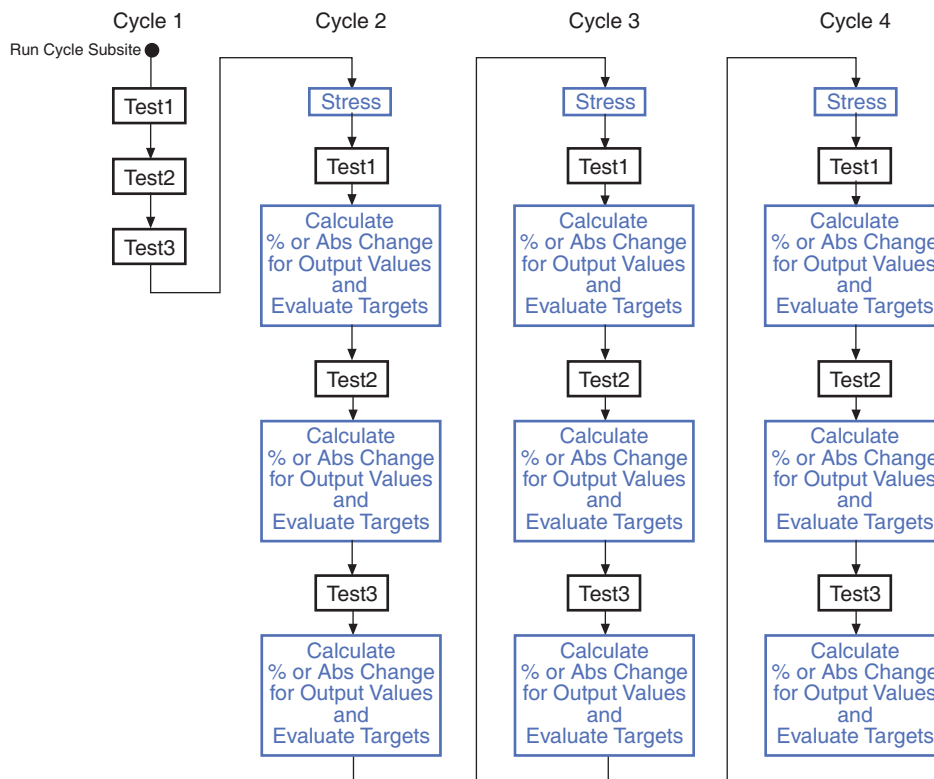 Cycle 1
Cycle 2
Cycle 3
Cycle 4
Run Cycle Subsite
Test1
Test2
Test3
Stress
Test1
Calculate
% or Abs Change
for Output Values
and
Evaluate Targets
Test2
Calculate
% or Abs Change
for Output Values
and
Evaluate Targets
Test3
Calculate
% or Abs Change
for Output Values
and
Evaluate Targets
Stress
Test1
Calculate
% or Abs Change
for Output Values
and
Evaluate Targets
Test2
Calculate
% or Abs Change
for Output Values
and
Evaluate Targets
Test3
Calculate
% or Abs Change
for Output Values
and
Evaluate Targets
Stress
Test1
Calculate
% or Abs Change
for Output Values
and
Evaluate Targets
Test2
Calculate
% or Abs Change
for Output Values
and
Evaluate Targets
Test3
Calculate
% or Abs Change
for Output Values
and
Evaluate Targets